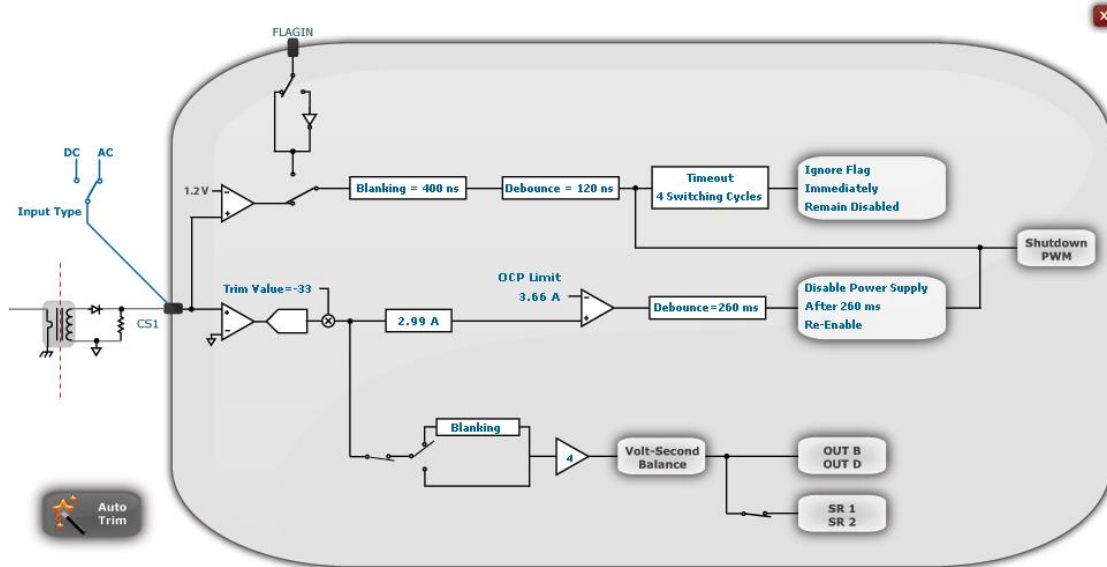 X
FLAGIN
DC AC
Input Type
1.2 V
Blanking = 400 ns
Debounce = 120 ns
Timeout
4 Switching Cycles
Ignore Flag
Immediately
Remain Disabled
Shutdown
PWM
CS1
Trim Value=-33
2.99 A
OCP Limit
3.66 A
Debounce=260 ms
Disable Power Supply
After 260 ms
Re-Enable
Blanking
4
Volt-Second
Balance
OUT B
OUT D
SR 1
SR 2
Auto
Trim